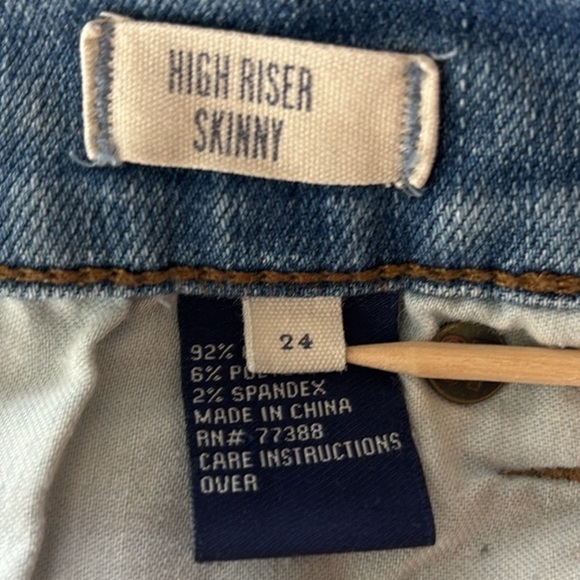 HIGH RISER
SKINNY
24
92%
6%
2% SPANDEX
MADE IN CHINA
RN# 77388
CARE INSTRUCTIONS
OVER